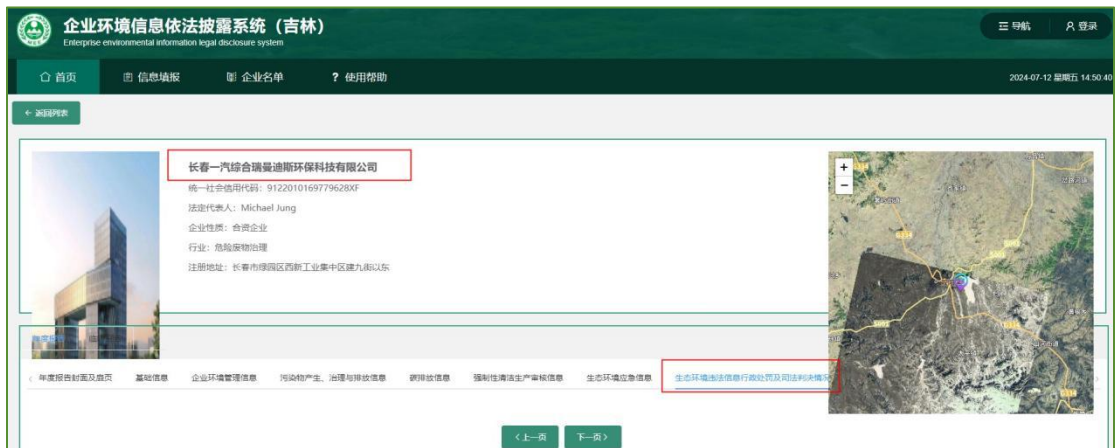 企业环境信息依法披露系统（吉林）
Enterprise environmental information legal disclosure system
导航
登录
首页
信息填报
企业名单
? 使用帮助
2024-07-12 星期五 14:50:40
← 返回列表
长春一汽综合瑞曼迪斯环保科技有限公司
统一社会信用代码：9122010169779628XF
法定代表人：Michael Jung
企业性质：合资企业
行业：危险废物治理
注册地址：长春市绿园区西新工业集中区建九街以东
+
−
‹ 年度报告封面及扉页
基础信息
企业环境管理信息
污染物产生、治理与排放信息
碳排放信息
强制性清洁生产审核信息
生态环境应急信息
生态环境违法信息行政处罚及司法判决情况
›
‹ 上一页
下一页 ›